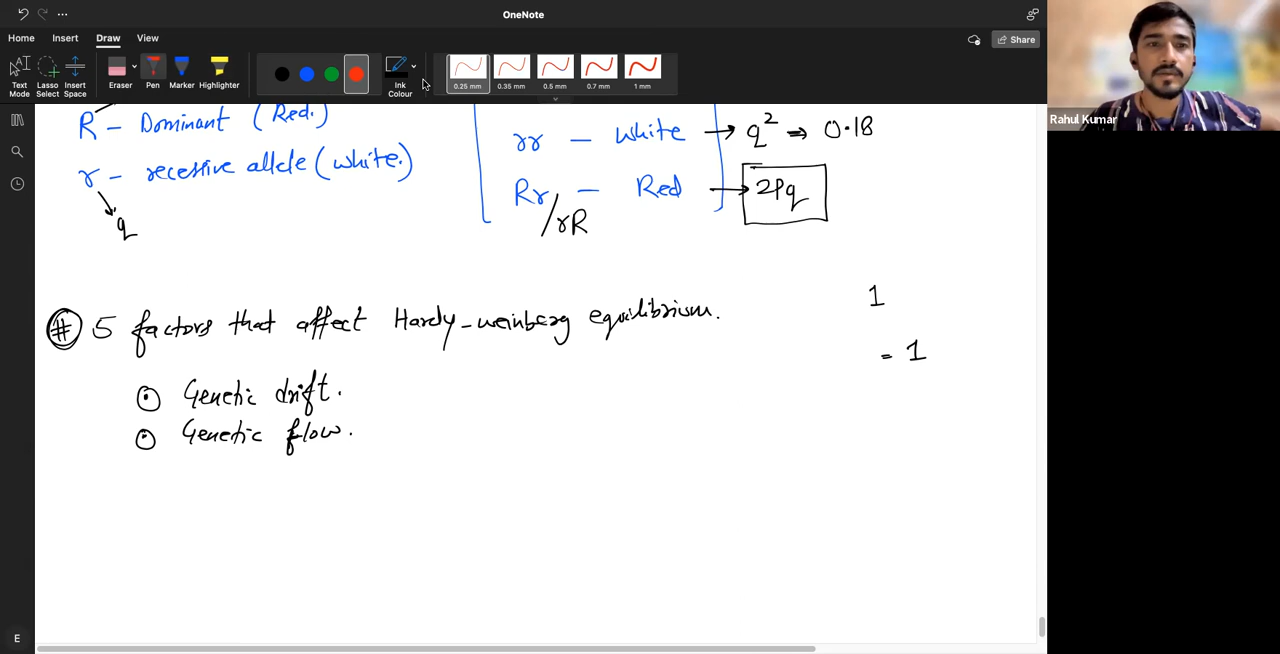 OneNote
Home Insert Draw View
Share
Text Mode
Lasso Select
Insert Space
Eraser
Pen
Marker
Highlighter
Ink Colour
0.25 mm
0.35 mm
0.5 mm
0.7 mm
1 mm
Rahul Kumar
R - Dominant (Red.)
r - recessive allele (white.)
q
rr - white → q² → 0.18
Rr/rR - Red → 2Pq
# 5 factors that affect Hardy-weinberg equilibrium.
1
= 1
Genetic drift.
Genetic flow.
E